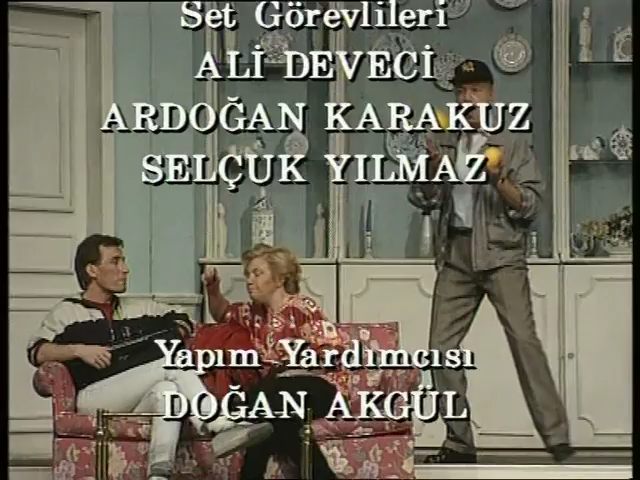 Set Görevlileri
ALİ DEVECİ
ARDOĞAN KARAKUZ
SELÇUK YILMAZ
Yapım Yardımcısı
DOĞAN AKGÜL